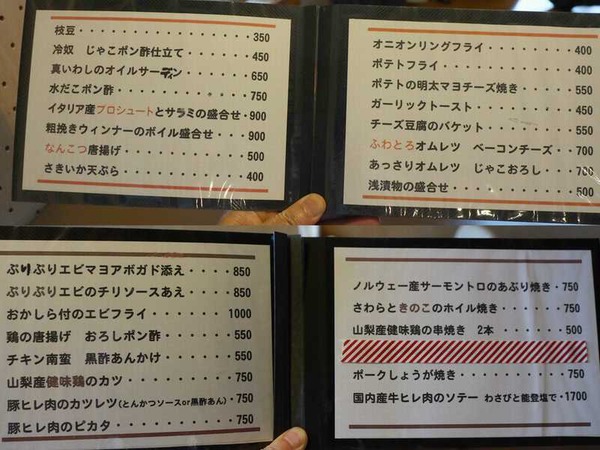 枝豆・・・・・・・・・・・・・・・・・350
冷奴　じゃこポン酢仕立て・・・・・・450
真いわしのオイルサーディン・・・・・・650
水だこポン酢・・・・・・・・・・・・・750
イタリア産プロシュートとサラミの盛合せ・900
粗挽きウィンナーのボイル盛合せ・・・900
なんこつ唐揚げ・・・・・・・・・・・・500
さきいか天ぷら・・・・・・・・・・・・400
オニオンリングフライ・・・・・・・・・400
ポテトフライ・・・・・・・・・・・・・400
ポテトの明太マヨチーズ焼き・・・・・550
ガーリックトースト・・・・・・・・・・450
チーズ豆腐のバケット・・・・・・・・・550
ふわとろオムレツ　ベーコンチーズ・・700
あっさりオムレツ　じゃこおろし・・・700
浅漬物の盛合せ・・・・・・・・・・・・500
ぷりぷりエビマヨアボガド添え・・・・850
ぷりぷりエビのチリソースあえ・・・・850
おかしら付のエビフライ・・・・・・・1000
鶏の唐揚げ　おろしポン酢・・・・・・550
チキン南蛮　黒酢あんかけ・・・・・・550
山梨産健味鶏のカツ・・・・・・・・・・750
豚ヒレ肉のカツレツ(とんかつソースor黒酢あん)・750
豚ヒレ肉のピカタ・・・・・・・・・・・750
ノルウェー産サーモントロのあぶり焼き・750
さわらときのこのホイル焼き・・・・・750
山梨産健味鶏の串焼き　2本　・・・・・500
ポークしょうが焼き・・・・・・・・・・750
国内産牛ヒレ肉のソテー　わさびと能登塩で・1700